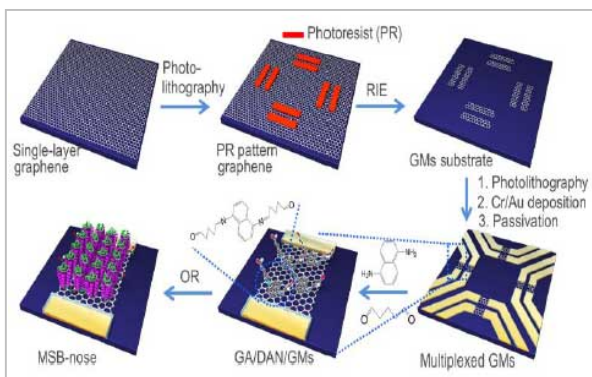 Photoresist (PR)
Photo-
lithography
RIE
Single-layer
graphene
PR pattern
graphene
GMs substrate
1. Photolithography
2. Cr/Au deposition
3. Passivation
O
N
N
O
NH₂
H₂N
O
O
OR
MSB-nose
GA/DAN/GMs
Multiplexed GMs